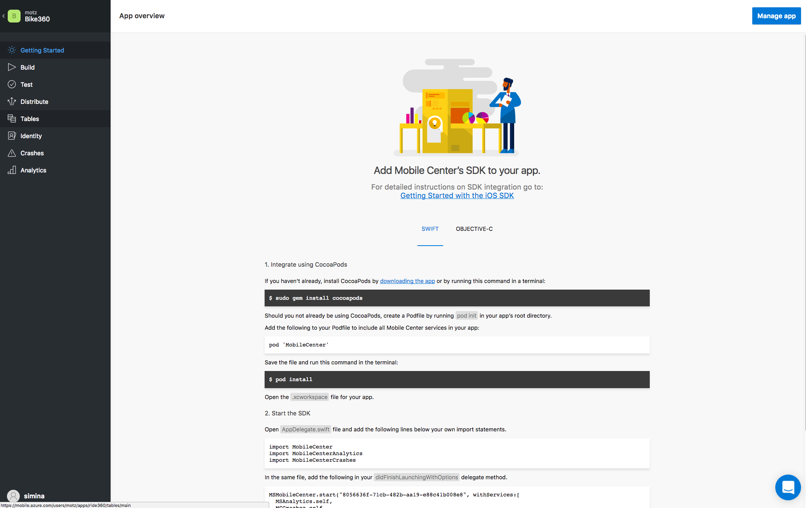 B
motz
Bike360
App overview
Manage app
Getting Started
Build
Test
Distribute
Tables
Identity
Crashes
Analytics
Add Mobile Center's SDK to your app.
For detailed instructions on SDK integration go to:
Getting Started with the iOS SDK
SWIFT
OBJECTIVE-C
1. Integrate using CocoaPods
If you haven't already, install CocoaPods by downloading the app or by running this command in a terminal:
$ sudo gem install cocoapods
Should you not already be using CocoaPods, create a Podfile by running pod init in your app's root directory.
Add the following to your Podfile to include all Mobile Center services in your app:
pod 'MobileCenter'
Save the file and run this command in the terminal:
$ pod install
Open the .xcworkspace file for your app.
2. Start the SDK
Open AppDelegate.swift file and add the following lines below your own import statements.
import MobileCenter
import MobileCenterAnalytics
import MobileCenterCrashes
In the same file, add the following in your didFinishLaunchingWithOptions delegate method.
MSMobileCenter.start("8056636f-71cb-482b-aa19-e88c41b008e8", withServices:[
MSAnalytics.self,
simina
https://mobile.azure.com/users/motz/apps/ride360/tables/main